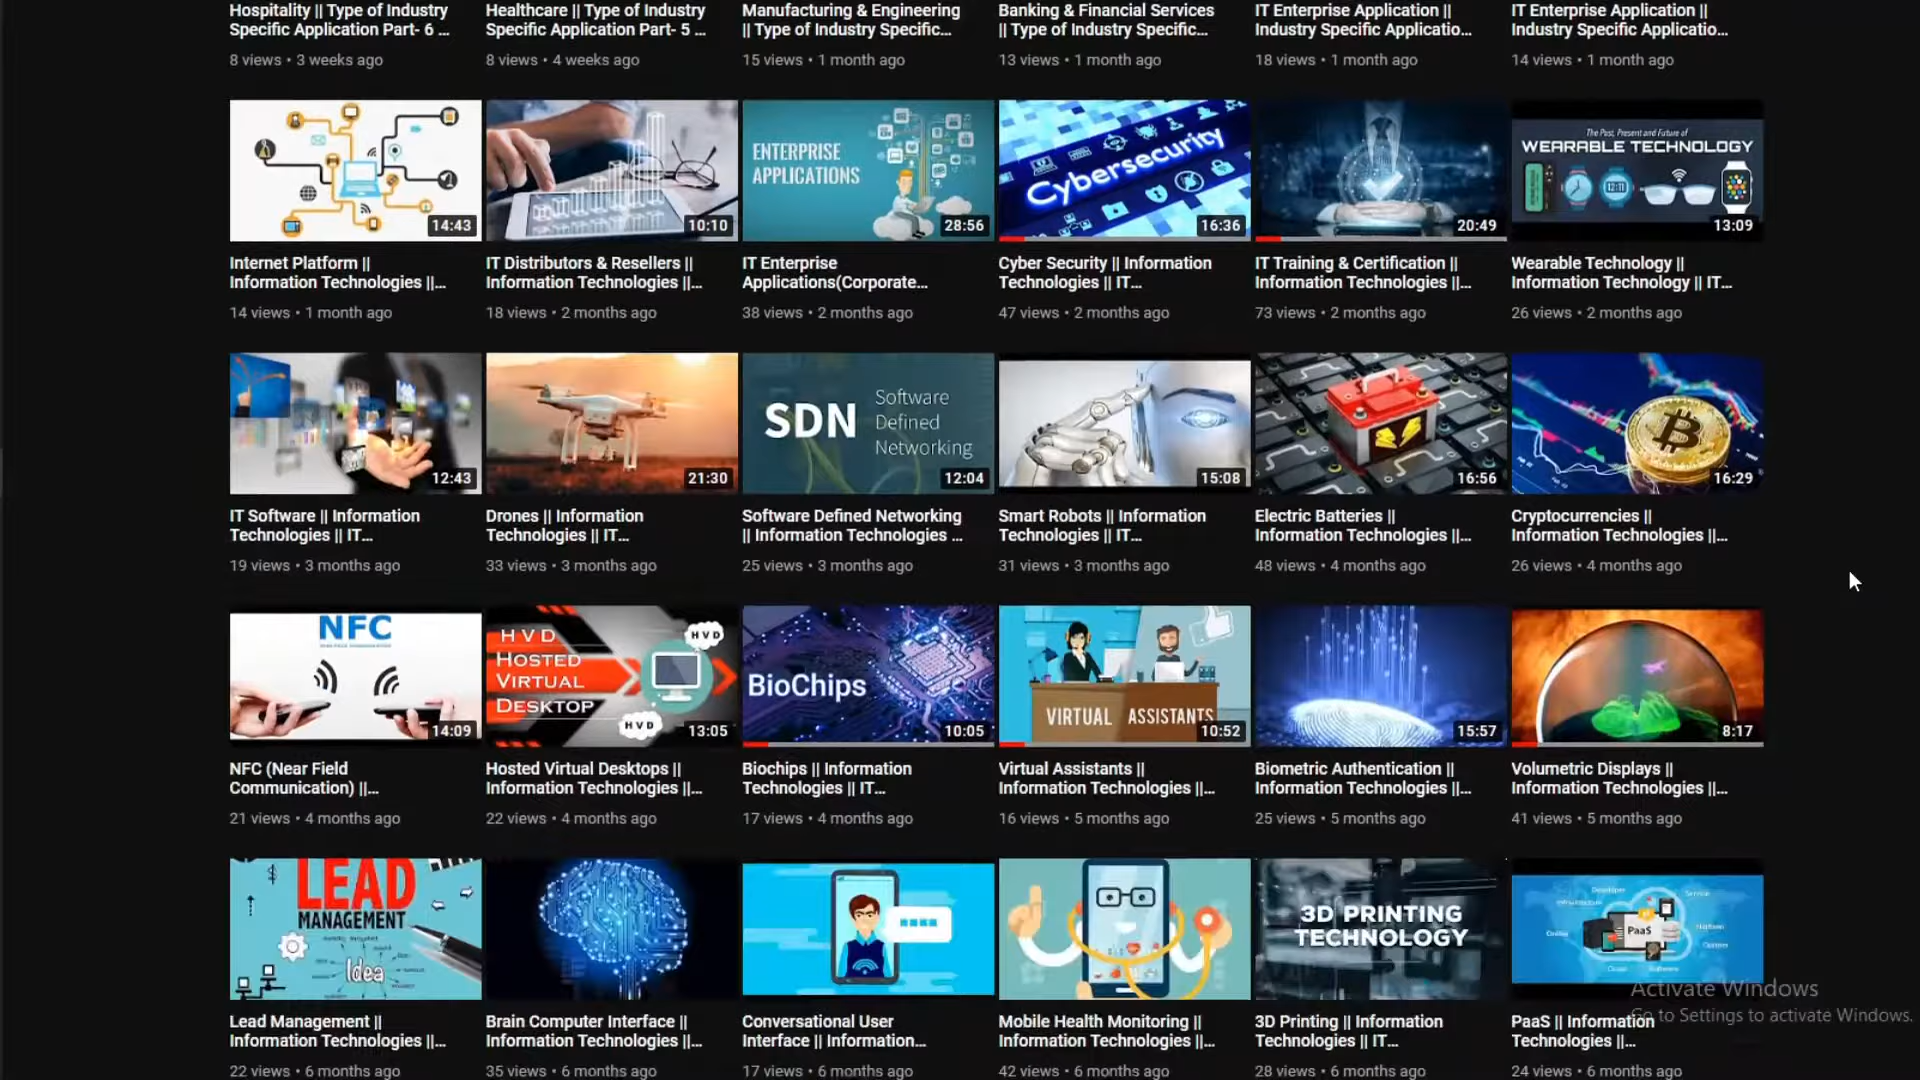 Hospitality || Type of Industry
Specific Application Part- 6 ...
8 views • 3 weeks ago
Healthcare || Type of Industry
Specific Application Part- 5 ...
8 views • 4 weeks ago
Manufacturing & Engineering
|| Type of Industry Specific...
15 views • 1 month ago
Banking & Financial Services
|| Type of Industry Specific...
13 views • 1 month ago
IT Enterprise Application ||
Industry Specific Applicatio...
18 views • 1 month ago
IT Enterprise Application ||
Industry Specific Applicatio...
14 views • 1 month ago
14:43
Internet Platform ||
Information Technologies ||...
14 views • 1 month ago
10:10
IT Distributors & Resellers ||
Information Technologies ||...
18 views • 2 months ago
ENTERPRISE
APPLICATIONS
28:56
IT Enterprise
Applications(Corporate...
38 views • 2 months ago
Cybersecurity
16:36
Cyber Security || Information
Technologies || IT...
47 views • 2 months ago
20:49
IT Training & Certification ||
Information Technologies ||...
73 views • 2 months ago
The Past, Present and Future of
WEARABLE TECHNOLOGY
13:09
Wearable Technology ||
Information Technology || IT...
26 views • 2 months ago
12:43
IT Software || Information
Technologies || IT...
19 views • 3 months ago
21:30
Drones || Information
Technologies || IT...
33 views • 3 months ago
SDN
Software
Defined
Networking
12:04
Software Defined Networking
|| Information Technologies ...
25 views • 3 months ago
15:08
Smart Robots || Information
Technologies || IT...
31 views • 3 months ago
16:56
Electric Batteries ||
Information Technologies ||...
48 views • 4 months ago
16:29
Cryptocurrencies ||
Information Technologies ||...
26 views • 4 months ago
NFC
14:09
NFC (Near Field
Communication) ||...
21 views • 4 months ago
HVD
HOSTED
VIRTUAL
DESKTOP
HVD
HVD
13:05
Hosted Virtual Desktops ||
Information Technologies ||...
22 views • 4 months ago
BioChips
10:05
Biochips || Information
Technologies || IT...
17 views • 4 months ago
VIRTUAL ASSISTANTS
10:52
Virtual Assistants ||
Information Technologies ||...
16 views • 5 months ago
15:57
Biometric Authentication ||
Information Technologies ||...
25 views • 5 months ago
8:17
Volumetric Displays ||
Information Technologies ||...
41 views • 5 months ago
LEAD
MANAGEMENT
Idea
Lead Management ||
Information Technologies ||...
22 views • 6 months ago
Brain Computer Interface ||
Information Technologies ||...
35 views • 6 months ago
Conversational User
Interface || Information...
17 views • 6 months ago
Mobile Health Monitoring ||
Information Technologies ||...
42 views • 6 months ago
3D PRINTING
TECHNOLOGY
3D Printing || Information
Technologies || IT...
28 views • 6 months ago
PaaS
PaaS || Information
Technologies ||...
24 views • 6 months ago
Activate Windows
Go to Settings to activate Windows.